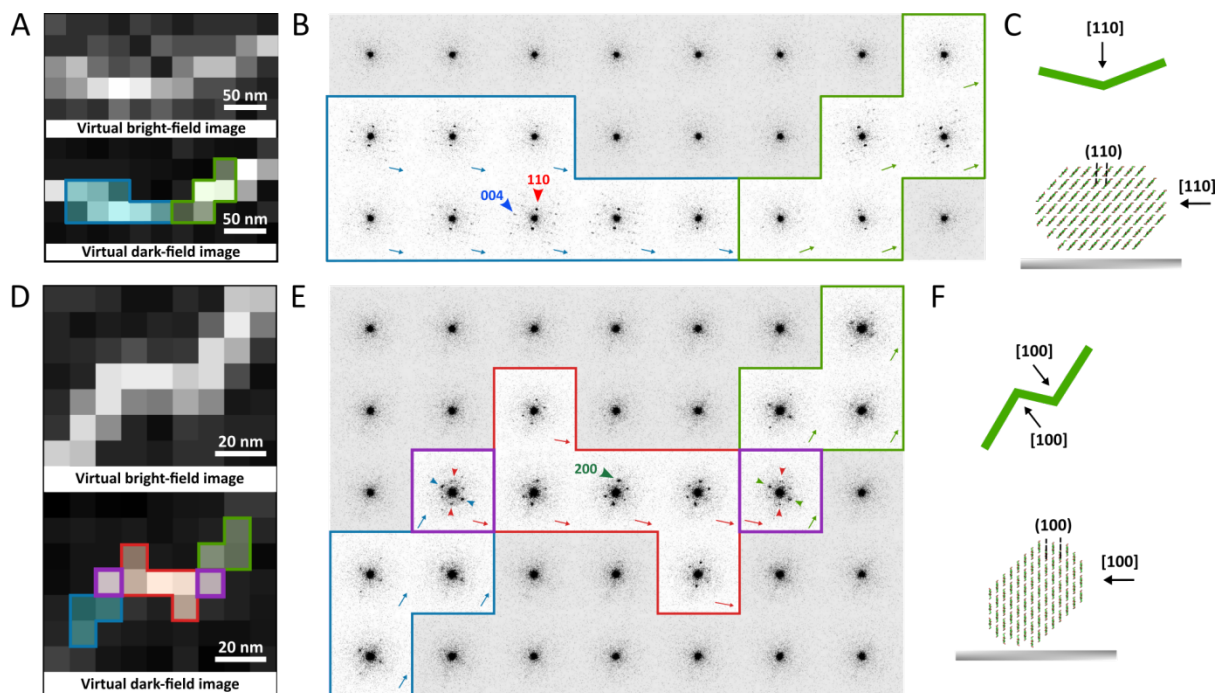 A
50 nm
Virtual bright-field image
50 nm
Virtual dark-field image
B
110
004
C
[110]
(110)
[110]
D
20 nm
Virtual bright-field image
20 nm
Virtual dark-field image
E
200
F
[100]
[100]
(100)
[100]